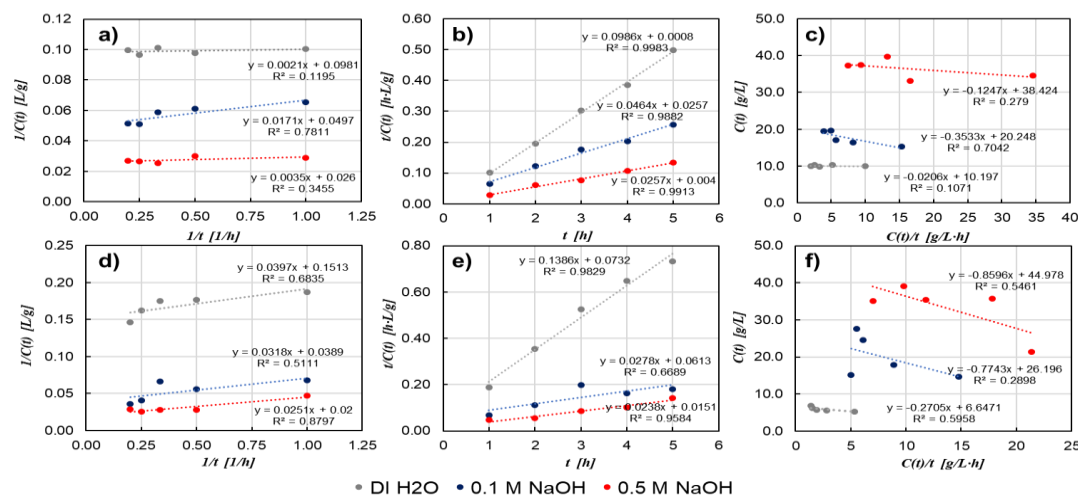 a)
1/C(t) [L/g]
0.12
0.10
0.08
0.06
0.04
0.02
0.00
y = 0.0021x + 0.0981
R² = 0.1195
y = 0.0171x + 0.0497
R² = 0.7811
y = 0.0035x + 0.026
R² = 0.3455
0.00
0.25
0.50
0.75
1.00
1.25
1/t [1/h]
b)
t/C(t) [h·L/g]
0.60
0.50
0.40
0.30
0.20
0.10
0.00
y = 0.0986x + 0.0008
R² = 0.9983
y = 0.0464x + 0.0257
R² = 0.9882
y = 0.0257x + 0.004
R² = 0.9913
0
1
2
3
4
5
6
t [h]
c)
C(t) [g/L]
50.0
40.0
30.0
20.0
10.0
0.0
y = -0.1247x + 38.424
R² = 0.279
y = -0.3533x + 20.248
R² = 0.7042
y = -0.0206x + 10.197
R² = 0.1071
0
5
10
15
20
25
30
35
40
C(t)/t [g/L·h]
d)
1/C(t) [L/g]
0.25
0.20
0.15
0.10
0.05
0.00
y = 0.0397x + 0.1513
R² = 0.6835
y = 0.0318x + 0.0389
R² = 0.5111
y = 0.0251x + 0.02
R² = 0.8797
0.00
0.25
0.50
0.75
1.00
1.25
1/t [1/h]
e)
t/C(t) [h·L/g]
0.80
0.60
0.40
0.20
0.00
y = 0.1386x + 0.0732
R² = 0.9829
y = 0.0278x + 0.0613
R² = 0.6689
y = 0.0238x + 0.0151
R² = 0.9584
0
1
2
3
4
5
6
t [h]
f)
C(t) [g/L]
50.0
40.0
30.0
20.0
10.0
0.0
y = -0.8596x + 44.978
R² = 0.5461
y = -0.7743x + 26.196
R² = 0.2898
y = -0.2705x + 6.6471
R² = 0.5958
0
5
10
15
20
25
C(t)/t [g/L·h]
DI H2O
0.1 M NaOH
0.5 M NaOH